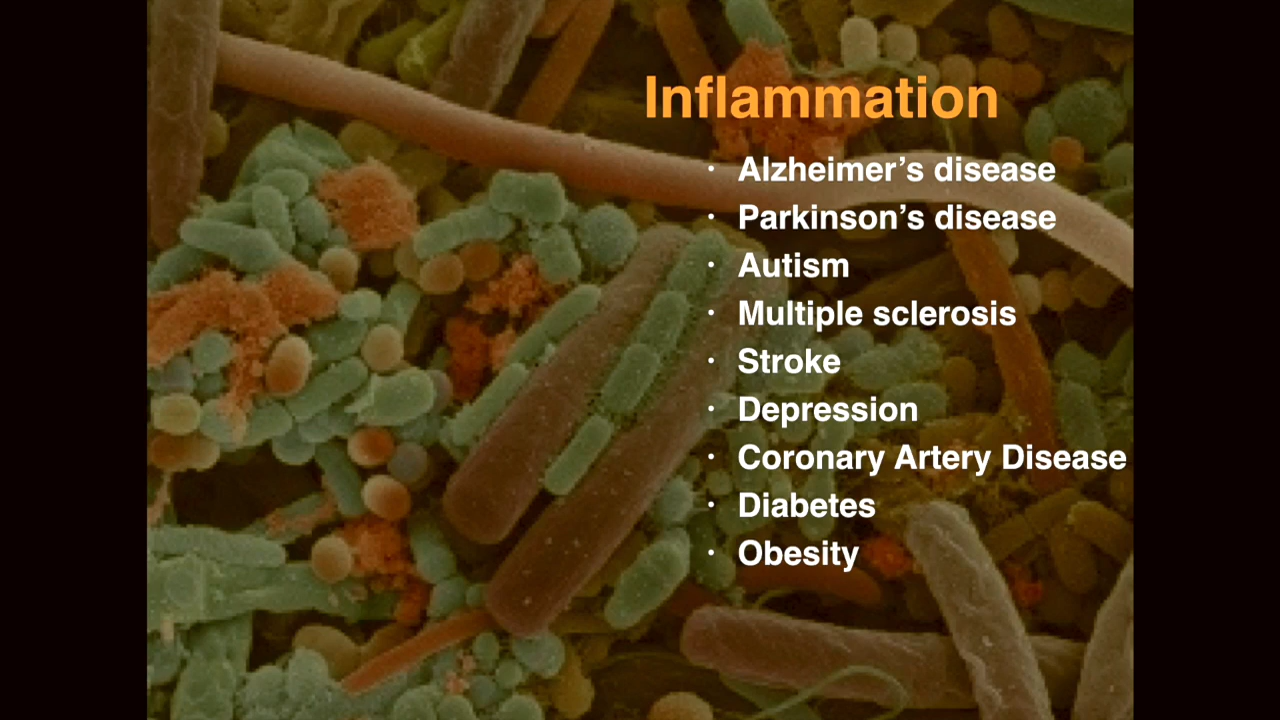 Inflammation
· Alzheimer’s disease
· Parkinson’s disease
· Autism
· Multiple sclerosis
· Stroke
· Depression
· Coronary Artery Disease
· Diabetes
· Obesity